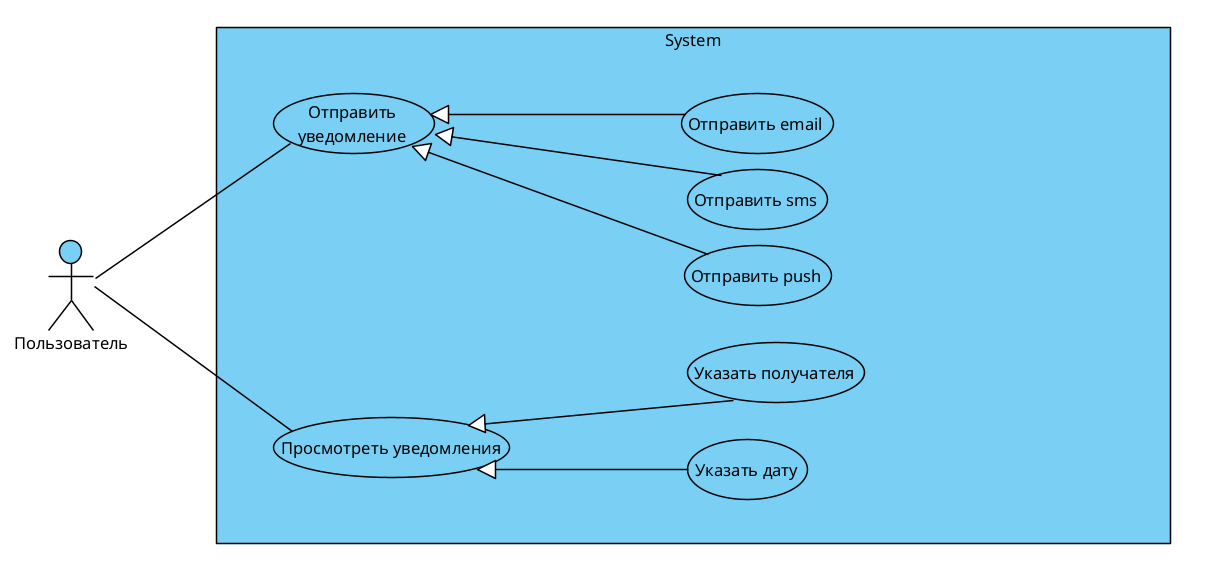 System
Отправить
уведомление
Отправить email
Отправить sms
Отправить push
Пользователь
Указать получателя
Просмотреть уведомления
Указать дату